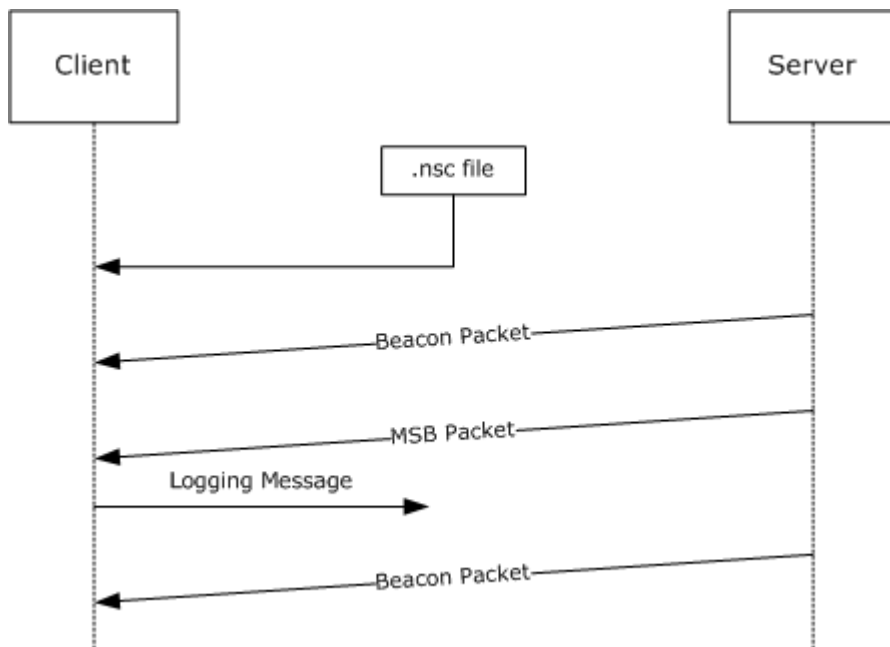 Client
Server
.nsc file
Beacon Packet
MSB Packet
Logging Message
Beacon Packet